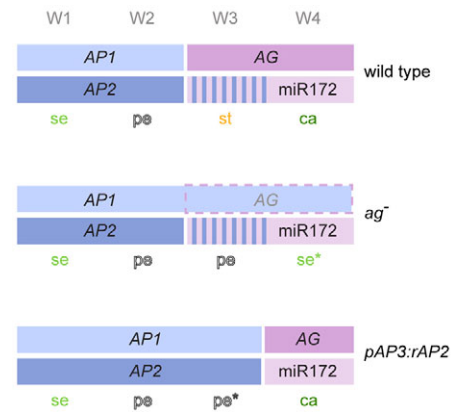 W1 W2 W3 W4
AP1 AG
wild type
AP2 miR172
se pe st ca
AP1 AG
ag⁻
AP2 miR172
se pe pe se*
AP1 AG
pAP3:rAP2
AP2 miR172
se pe pe* ca